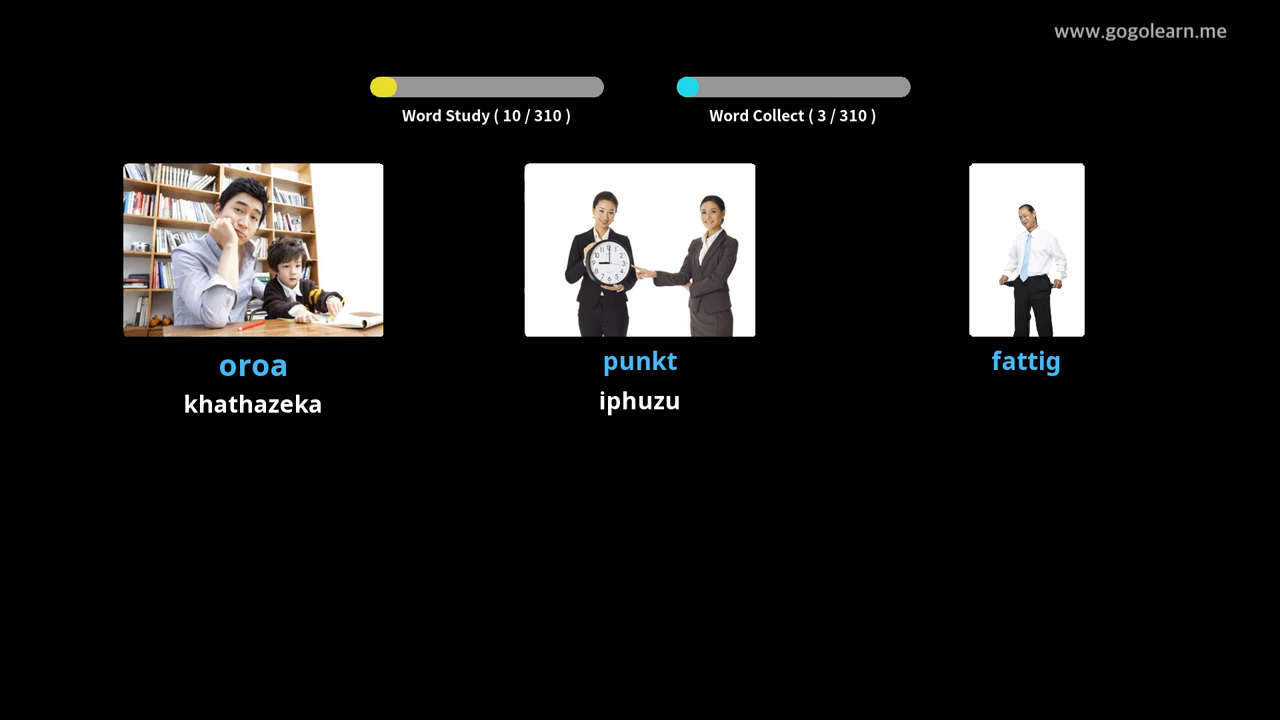 www.gogolearn.me
Word Study ( 10 / 310 )
Word Collect ( 3 / 310 )
oroa
khathazeka
punkt
iphuzu
fattig